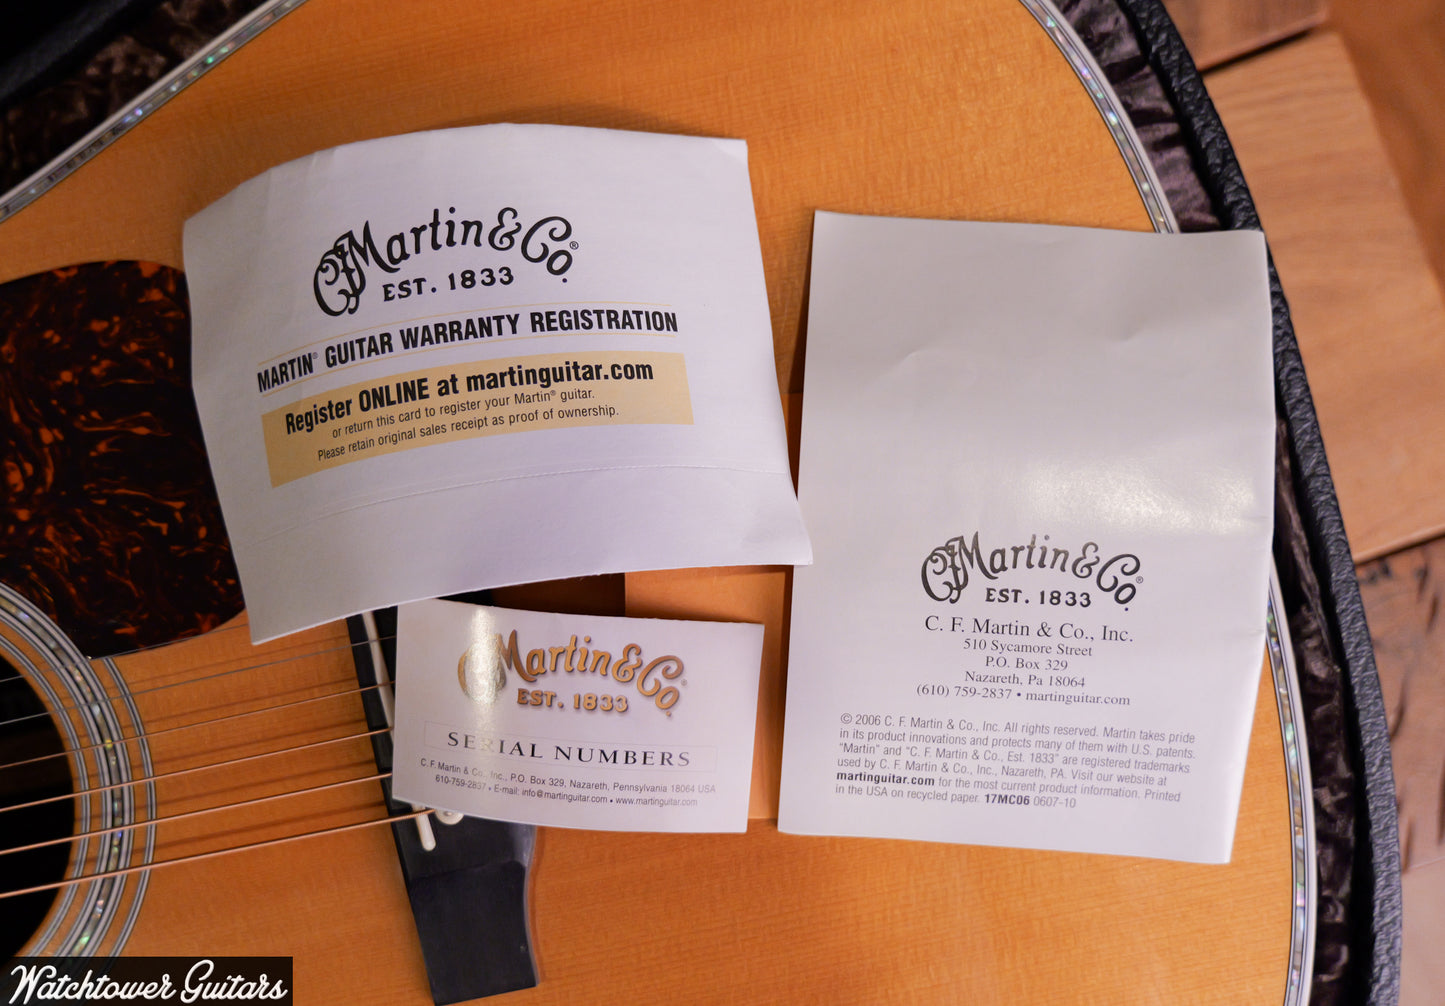 CF Martin & Co.®
EST. 1833
MARTIN® GUITAR WARRANTY REGISTRATION
Register ONLINE at martinguitar.com
or return this card to register your Martin® guitar.
Please retain original sales receipt as proof of ownership.
CF Martin & Co.®
EST. 1833
SERIAL NUMBERS
C. F. Martin & Co., Inc., P.O. Box 329, Nazareth, Pennsylvania 18064 USA
610-759-2837 • E-mail: info@martinguitar.com • www.martinguitar.com
CF Martin & Co.®
EST. 1833
C. F. Martin & Co., Inc.
510 Sycamore Street
P.O. Box 329
Nazareth, Pa 18064
(610) 759-2837 • martinguitar.com
© 2006 C. F. Martin & Co., Inc. All rights reserved. Martin takes pride
in its product innovations and protects many of them with U.S. patents.
“Martin” and “C. F. Martin & Co., Est. 1833” are registered trademarks
used by C. F. Martin & Co., Inc., Nazareth, PA. Visit our website at
martinguitar.com for the most current product information. Printed
in the USA on recycled paper. 17MC06 0607-10
Watchtower Guitars